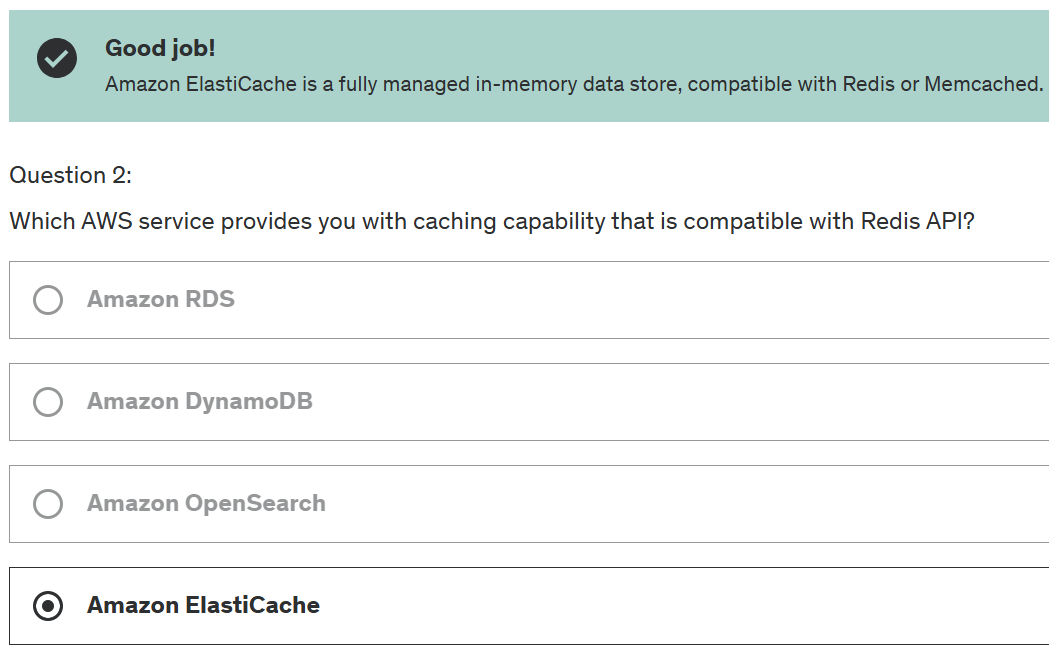 Good job!
Amazon ElastiCache is a fully managed in-memory data store, compatible with Redis or Memcached.
Question 2:
Which AWS service provides you with caching capability that is compatible with Redis API?
Amazon RDS
Amazon DynamoDB
Amazon OpenSearch
Amazon ElastiCache